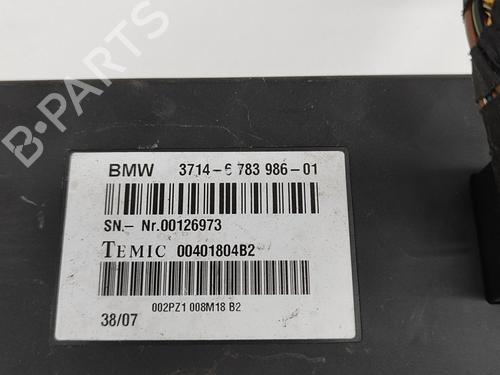 B-PARTS
BMW 3714-6 783 986-01
SN.- Nr.00126973
TEMIC 00401804B2
002PZ1 008M18 B2
38/07